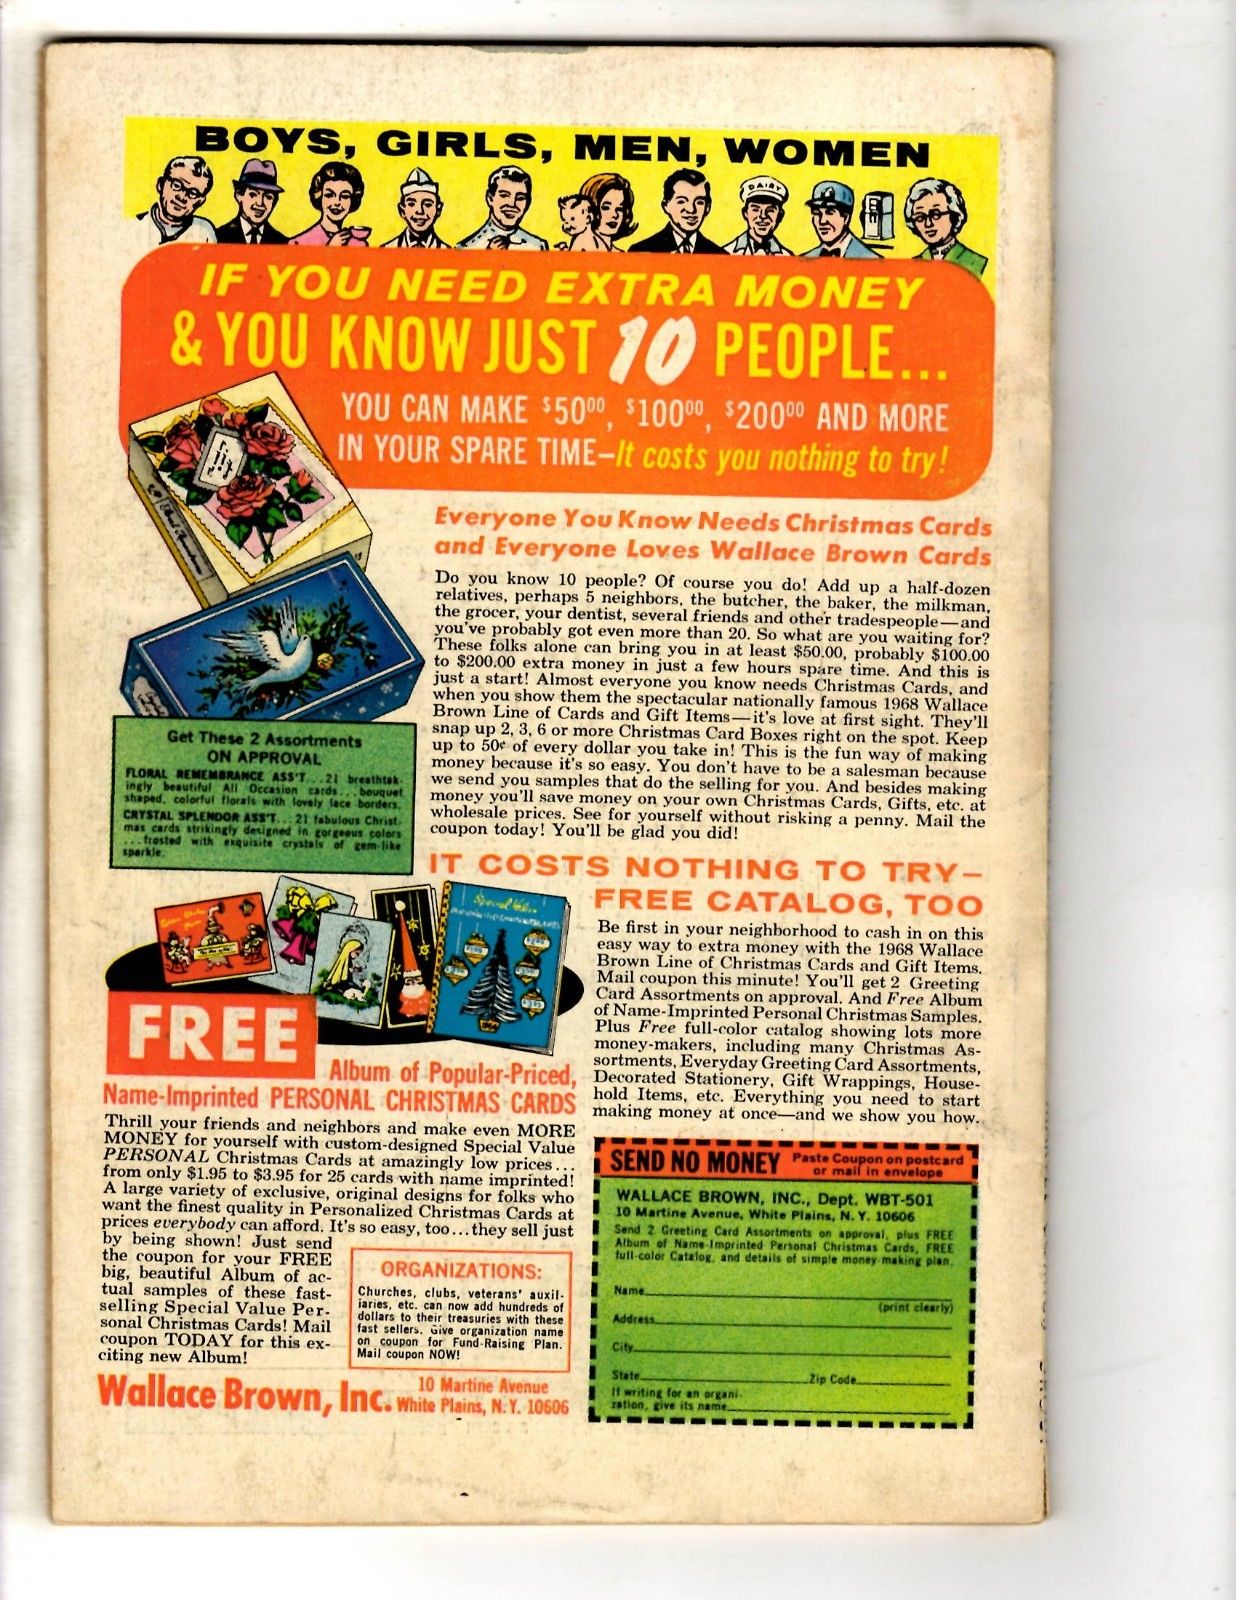 BOYS, GIRLS, MEN, WOMEN
DAIRY
IF YOU NEED EXTRA MONEY
& YOU KNOW JUST 10 PEOPLE...
YOU CAN MAKE $50⁰⁰, $100⁰⁰, $200⁰⁰ AND MORE
IN YOUR SPARE TIME—It costs you nothing to try!
Everyone You Know Needs Christmas Cards
and Everyone Loves Wallace Brown Cards
Do you know 10 people? Of course you do! Add up a half-dozen
relatives, perhaps 5 neighbors, the butcher, the baker, the milkman,
the grocer, your dentist, several friends and other tradespeople—and
you've probably got even more than 20. So what are you waiting for?
These folks alone can bring you in at least $50.00, probably $100.00
to $200.00 extra money in just a few hours spare time. And this is
just a start! Almost everyone you know needs Christmas Cards, and
when you show them the spectacular nationally famous 1968 Wallace
Brown Line of Cards and Gift Items—it's love at first sight. They'll
snap up 2, 3, 6 or more Christmas Card Boxes right on the spot. Keep
up to 50¢ of every dollar you take in! This is the fun way of making
money because it's so easy. You don't have to be a salesman because
we send you samples that do the selling for you. And besides making
money you'll save money on your own Christmas Cards, Gifts, etc. at
wholesale prices. See for yourself without risking a penny. Mail the
coupon today! You'll be glad you did!
Get These 2 Assortments
ON APPROVAL
FLORAL REMEMBRANCE ASS'T...21 breathtak-
ingly beautiful All Occasion cards...bouquet
shaped, colorful florals with lovely lace borders.
CRYSTAL SPLENDOR ASS'T...21 fabulous Christ-
mas cards strikingly designed in gorgeous colors
...frosted with exquisite crystals of gem-like
sparkle.
IT COSTS NOTHING TO TRY—
FREE CATALOG, TOO
Be first in your neighborhood to cash in on this
easy way to extra money with the 1968 Wallace
Brown Line of Christmas Cards and Gift Items.
Mail coupon this minute! You'll get 2 Greeting
Card Assortments on approval. And Free Album
of Name-Imprinted Personal Christmas Samples.
Plus Free full-color catalog showing lots more
money-makers, including many Christmas As-
sortments, Everyday Greeting Card Assortments,
Decorated Stationery, Gift Wrappings, House-
hold Items, etc. Everything you need to start
making money at once—and we show you how.
Special Value
FREE
Album of Popular-Priced,
Name-Imprinted PERSONAL CHRISTMAS CARDS
Thrill your friends and neighbors and make even MORE
MONEY for yourself with custom-designed Special Value
PERSONAL Christmas Cards at amazingly low prices...
from only $1.95 to $3.95 for 25 cards with name imprinted!
A large variety of exclusive, original designs for folks who
want the finest quality in Personalized Christmas Cards at
prices everybody can afford. It's so easy, too...they sell just
by being shown! Just send
the coupon for your FREE
big, beautiful Album of ac-
tual samples of these fast-
selling Special Value Per-
sonal Christmas Cards! Mail
coupon TODAY for this ex-
citing new Album!
ORGANIZATIONS:
Churches, clubs, veterans' auxil-
iaries, etc. can now add hundreds of
dollars to their treasuries with these
fast sellers. Give organization name
on coupon for Fund-Raising Plan.
Mail coupon NOW!
Wallace Brown, Inc. 10 Martine Avenue
White Plains, N.Y. 10606
SEND NO MONEY Paste Coupon on postcard
or mail in envelope
WALLACE BROWN, INC., Dept. WBT-501
10 Martine Avenue, White Plains, N. Y. 10606
Send 2 Greeting Card Assortments on approval, plus FREE
Album of Name-Imprinted Personal Christmas Cards, FREE
full-color Catalog, and details of simple money-making plan.
Name
(print clearly)
Address
City
State Zip Code
If writing for an organi-
zation, give its name